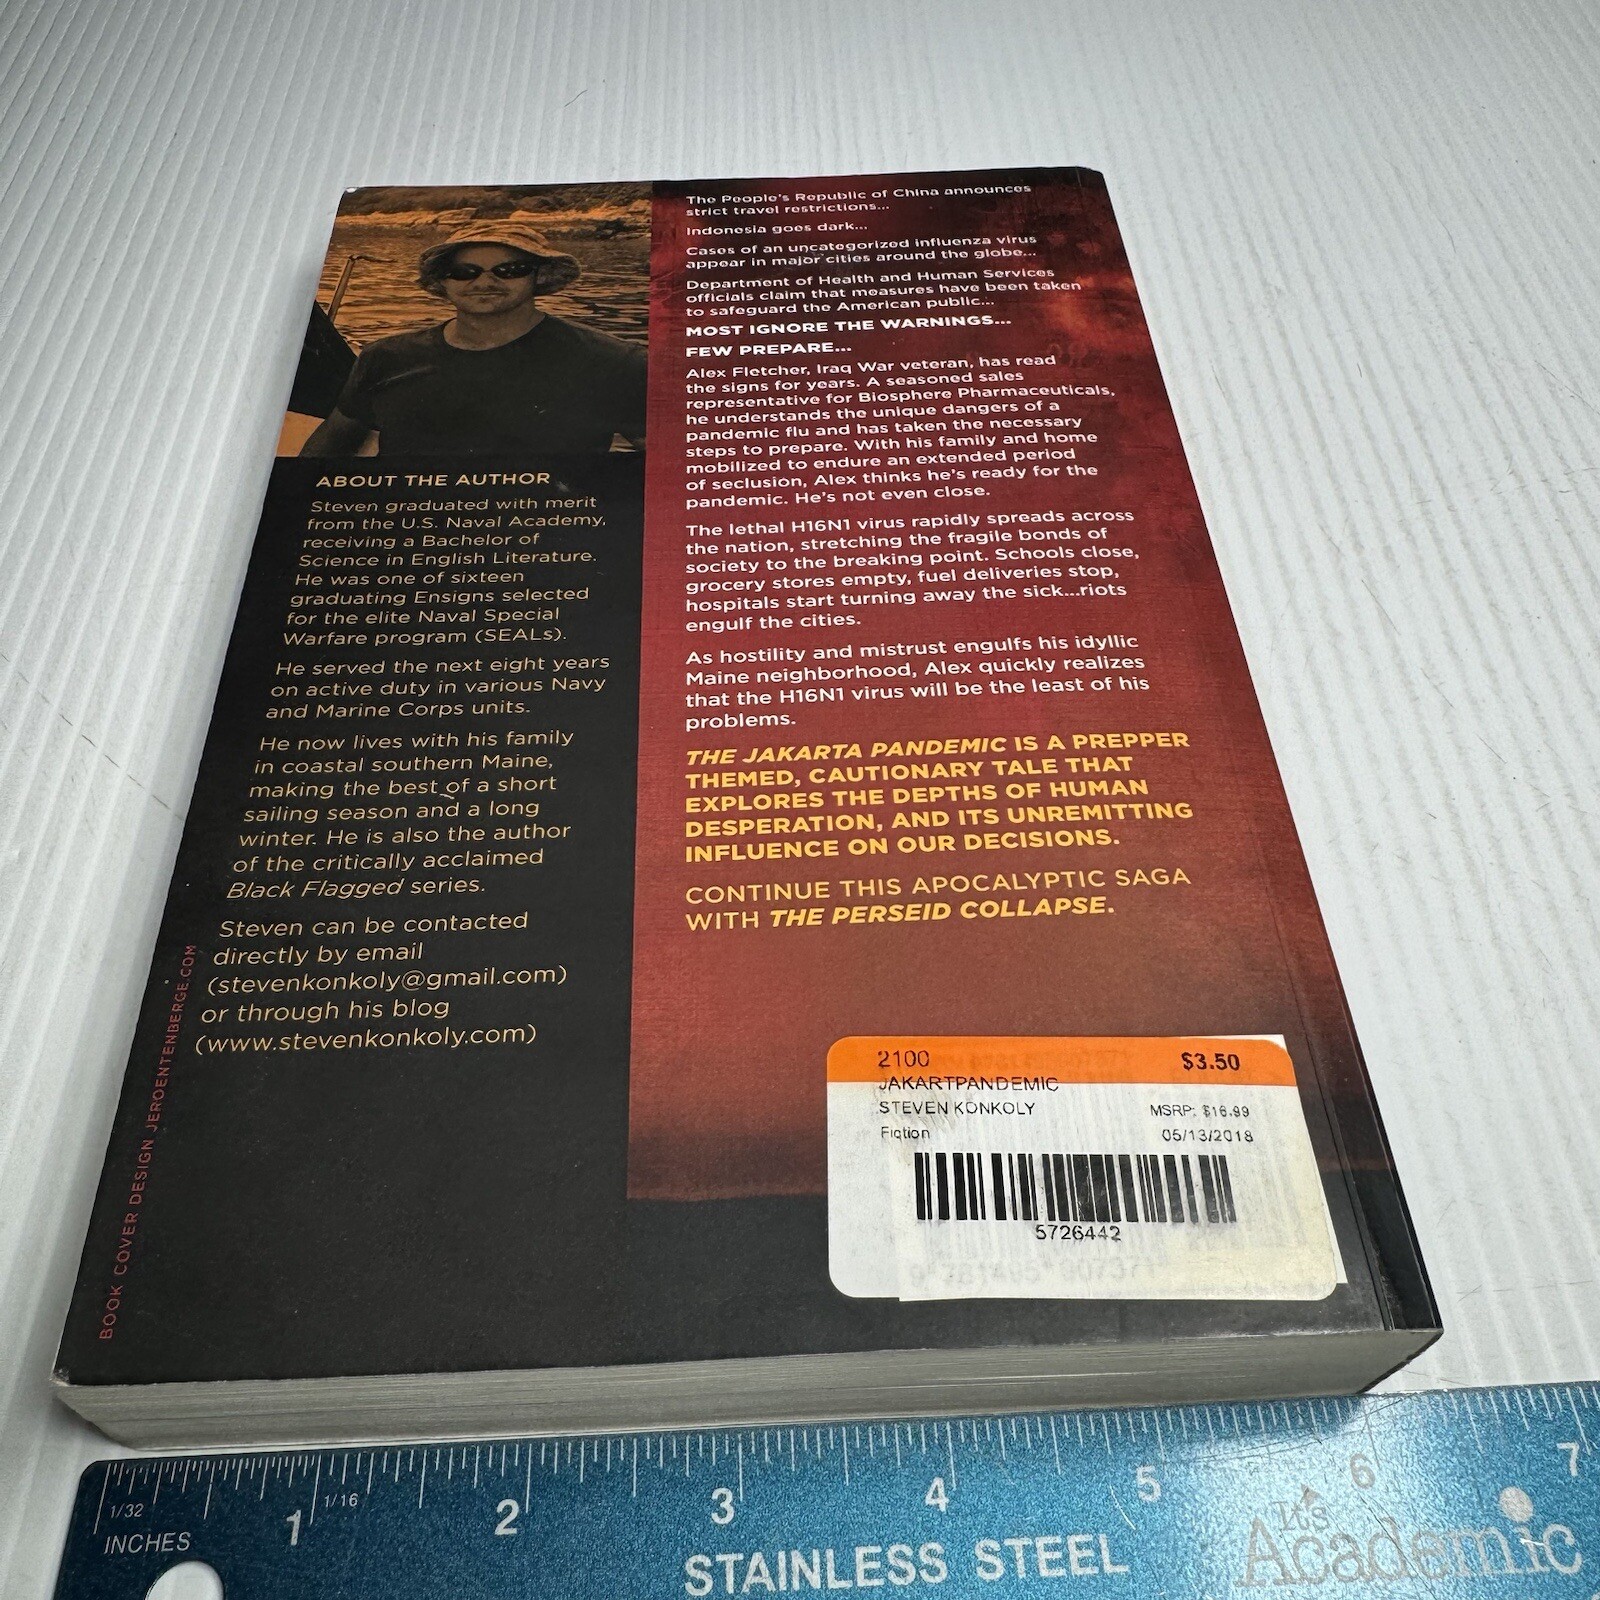 The People's Republic of China announces
strict travel restrictions...
Indonesia goes dark...
Cases of an uncategorized influenza virus
appear in major cities around the globe...
Department of Health and Human Services
officials claim that measures have been taken
to safeguard the American public...
MOST IGNORE THE WARNINGS...
FEW PREPARE...
Alex Fletcher, Iraq War veteran, has read
the signs for years. A seasoned sales
representative for Biosphere Pharmaceuticals,
he understands the unique dangers of a
pandemic flu and has taken the necessary
steps to prepare. With his family and home
mobilized to endure an extended period
of seclusion, Alex thinks he's ready for the
pandemic. He's not even close.
The lethal H16N1 virus rapidly spreads across
the nation, stretching the fragile bonds of
society to the breaking point. Schools close,
grocery stores empty, fuel deliveries stop,
hospitals start turning away the sick...riots
engulf the cities.
As hostility and mistrust engulfs his idyllic
Maine neighborhood, Alex quickly realizes
that the H16N1 virus will be the least of his
problems.
THE JAKARTA PANDEMIC IS A PREPPER
THEMED, CAUTIONARY TALE THAT
EXPLORES THE DEPTHS OF HUMAN
DESPERATION, AND ITS UNREMITTING
INFLUENCE ON OUR DECISIONS.
CONTINUE THIS APOCALYPTIC SAGA
WITH THE PERSEID COLLAPSE.
ABOUT THE AUTHOR
Steven graduated with merit
from the U.S. Naval Academy,
receiving a Bachelor of
Science in English Literature.
He was one of sixteen
graduating Ensigns selected
for the elite Naval Special
Warfare program (SEALs).
He served the next eight years
on active duty in various Navy
and Marine Corps units.
He now lives with his family
in coastal southern Maine,
making the best of a short
sailing season and a long
winter. He is also the author
of the critically acclaimed
Black Flagged series.
Steven can be contacted
directly by email
(stevenkonkoly@gmail.com)
or through his blog
(www.stevenkonkoly.com)
BOOK COVER DESIGN JEROENTENBERGE.COM
2100 $3.50
JAKARTPANDEMIC
STEVEN KONKOLY MSRP: $16.99
Fiction 05/13/2018
5726442
1/32 1/16
INCHES 1 2 3 4 5 6 7
STAINLESS STEEL
It's
Academic